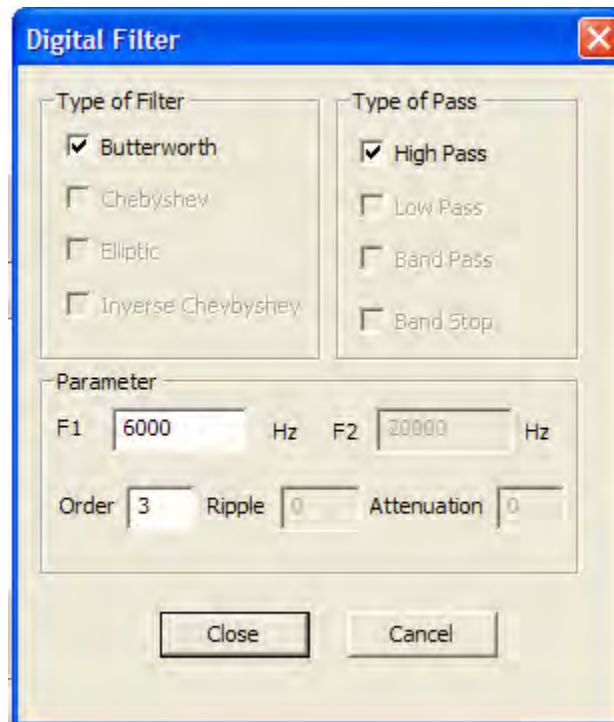 Digital Filter
Type of Filter
Butterworth
Chebyshev
Elliptic
Inverse Chevbyshev
Type of Pass
High Pass
Low Pass
Band Pass
Band Stop
Parameter
F1 6000 Hz F2 20000 Hz
Order 3 Ripple 0 Attenuation 0
Close Cancel